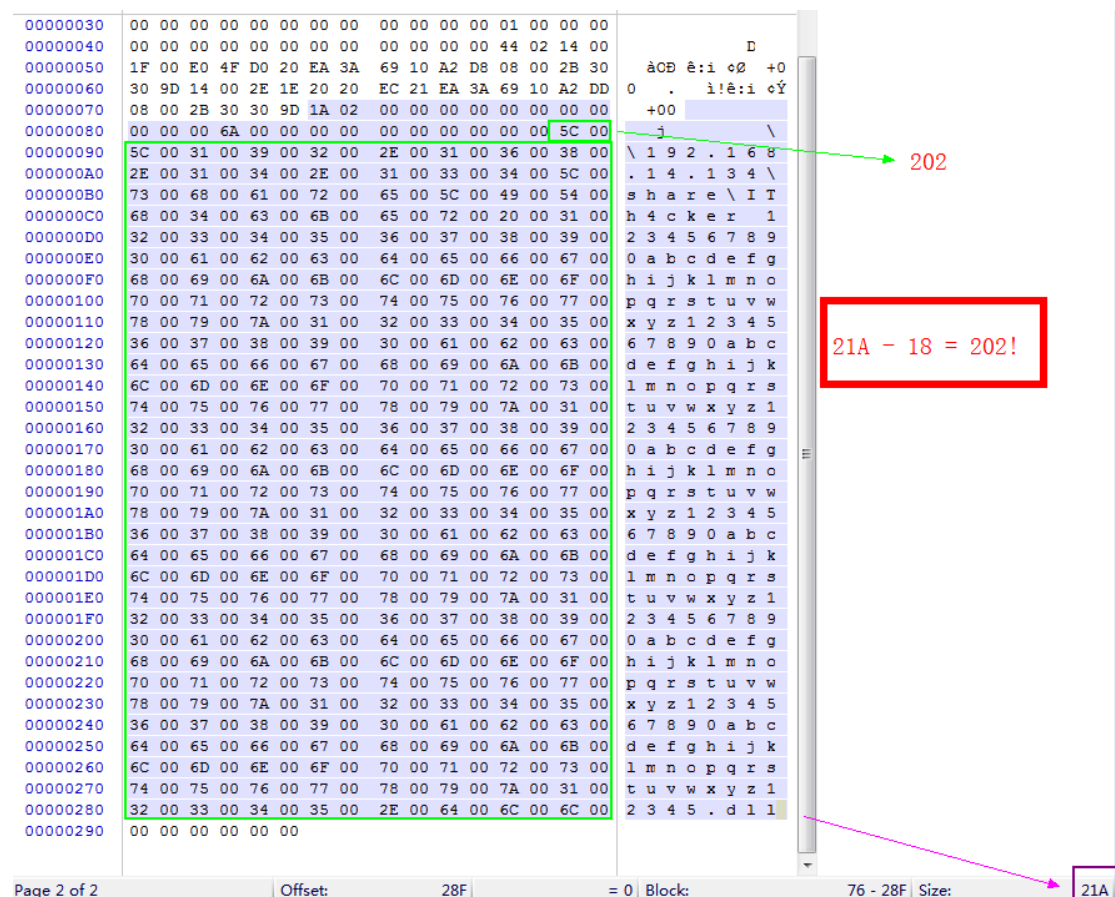 00000030 00 00 00 00 00 00 00 00 00 00 00 00 01 00 00 00
00000040 00 00 00 00 00 00 00 00 00 00 00 00 44 02 14 00 D
00000050 1F 00 E0 4F D0 20 EA 3A 69 10 A2 D8 08 00 2B 30 àOÐ ê:i ¢Ø +0
00000060 30 9D 14 00 2E 1E 20 20 EC 21 EA 3A 69 10 A2 DD 0 . ì!ê:i ¢Ý
00000070 08 00 2B 30 30 9D 1A 02 00 00 00 00 00 00 00 00 +00
00000080 00 00 00 6A 00 00 00 00 00 00 00 00 00 00 5C 00 j \
00000090 5C 00 31 00 39 00 32 00 2E 00 31 00 36 00 38 00 \ 1 9 2 . 1 6 8
202
000000A0 2E 00 31 00 34 00 2E 00 31 00 33 00 34 00 5C 00 . 1 4 . 1 3 4 \
000000B0 73 00 68 00 61 00 72 00 65 00 5C 00 49 00 54 00 s h a r e \ I T
000000C0 68 00 34 00 63 00 6B 00 65 00 72 00 20 00 31 00 h 4 c k e r 1
000000D0 32 00 33 00 34 00 35 00 36 00 37 00 38 00 39 00 2 3 4 5 6 7 8 9
000000E0 30 00 61 00 62 00 63 00 64 00 65 00 66 00 67 00 0 a b c d e f g
000000F0 68 00 69 00 6A 00 6B 00 6C 00 6D 00 6E 00 6F 00 h i j k l m n o
00000100 70 00 71 00 72 00 73 00 74 00 75 00 76 00 77 00 p q r s t u v w
00000110 78 00 79 00 7A 00 31 00 32 00 33 00 34 00 35 00 x y z 1 2 3 4 5
00000120 36 00 37 00 38 00 39 00 30 00 61 00 62 00 63 00 6 7 8 9 0 a b c
21A - 18 = 202!
00000130 64 00 65 00 66 00 67 00 68 00 69 00 6A 00 6B 00 d e f g h i j k
00000140 6C 00 6D 00 6E 00 6F 00 70 00 71 00 72 00 73 00 l m n o p q r s
00000150 74 00 75 00 76 00 77 00 78 00 79 00 7A 00 31 00 t u v w x y z 1
00000160 32 00 33 00 34 00 35 00 36 00 37 00 38 00 39 00 2 3 4 5 6 7 8 9
00000170 30 00 61 00 62 00 63 00 64 00 65 00 66 00 67 00 0 a b c d e f g
00000180 68 00 69 00 6A 00 6B 00 6C 00 6D 00 6E 00 6F 00 h i j k l m n o
00000190 70 00 71 00 72 00 73 00 74 00 75 00 76 00 77 00 p q r s t u v w
000001A0 78 00 79 00 7A 00 31 00 32 00 33 00 34 00 35 00 x y z 1 2 3 4 5
000001B0 36 00 37 00 38 00 39 00 30 00 61 00 62 00 63 00 6 7 8 9 0 a b c
000001C0 64 00 65 00 66 00 67 00 68 00 69 00 6A 00 6B 00 d e f g h i j k
000001D0 6C 00 6D 00 6E 00 6F 00 70 00 71 00 72 00 73 00 l m n o p q r s
000001E0 74 00 75 00 76 00 77 00 78 00 79 00 7A 00 31 00 t u v w x y z 1
000001F0 32 00 33 00 34 00 35 00 36 00 37 00 38 00 39 00 2 3 4 5 6 7 8 9
00000200 30 00 61 00 62 00 63 00 64 00 65 00 66 00 67 00 0 a b c d e f g
00000210 68 00 69 00 6A 00 6B 00 6C 00 6D 00 6E 00 6F 00 h i j k l m n o
00000220 70 00 71 00 72 00 73 00 74 00 75 00 76 00 77 00 p q r s t u v w
00000230 78 00 79 00 7A 00 31 00 32 00 33 00 34 00 35 00 x y z 1 2 3 4 5
00000240 36 00 37 00 38 00 39 00 30 00 61 00 62 00 63 00 6 7 8 9 0 a b c
00000250 64 00 65 00 66 00 67 00 68 00 69 00 6A 00 6B 00 d e f g h i j k
00000260 6C 00 6D 00 6E 00 6F 00 70 00 71 00 72 00 73 00 l m n o p q r s
00000270 74 00 75 00 76 00 77 00 78 00 79 00 7A 00 31 00 t u v w x y z 1
00000280 32 00 33 00 34 00 35 00 2E 00 64 00 6C 00 6C 00 2 3 4 5 . d l l
00000290 00 00 00 00 00 00
Page 2 of 2 Offset: 28F = 0 Block: 76 - 28F Size: 21A